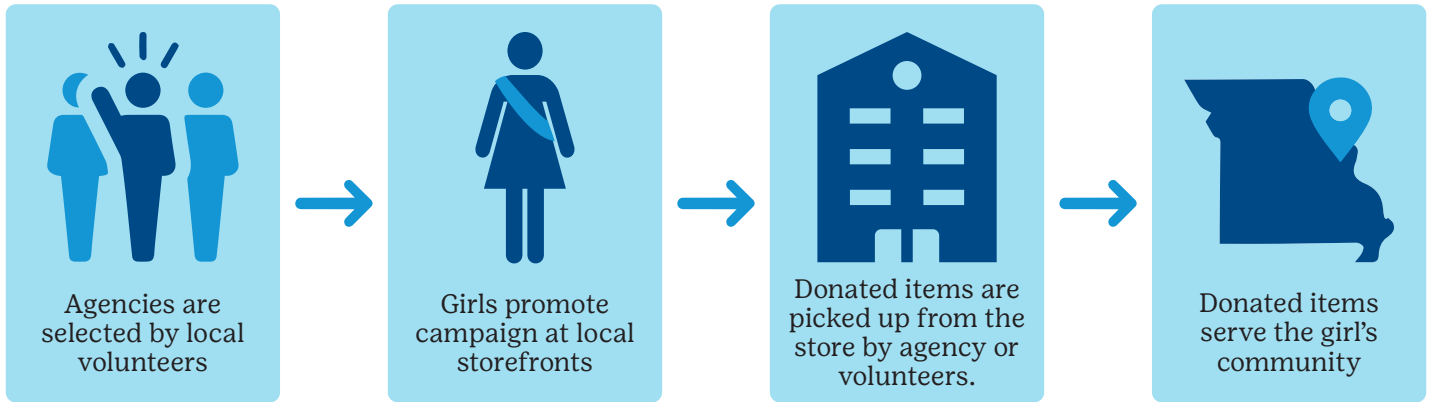 Agencies are
selected by local
volunteers
Girls promote
campaign at local
storefronts
Donated items are
picked up from the
store by agency or
volunteers.
Donated items
serve the girl's
community